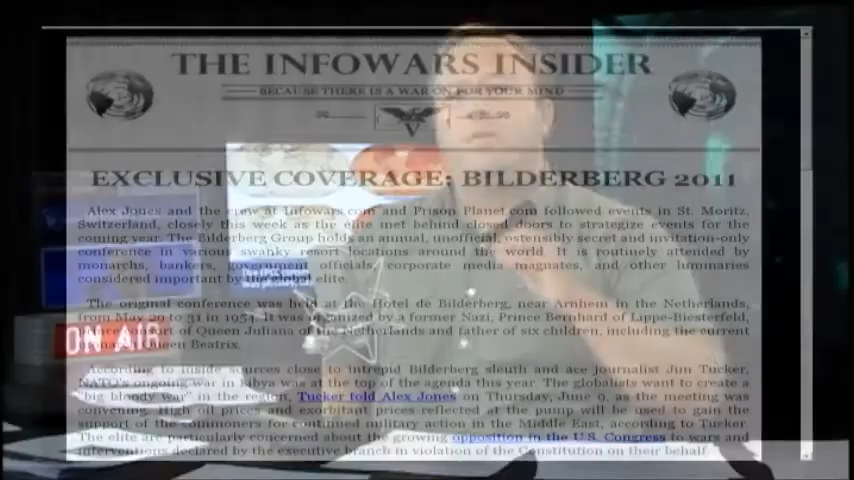 THE INFOWARS INSIDER
BECAUSE THERE IS A WAR ON FOR YOUR MIND
EXCLUSIVE COVERAGE: BILDERBERG 2011
Alex Jones and the crew at Infowars.com and Prison Planet.com followed events in St. Moritz,
Switzerland, closely this week as the elite met behind closed doors to strategize events for the
coming year. The Bilderberg Group holds an annual, unofficial, ostensibly secret and invitation-only
conference in various swanky resort locations around the world. It is routinely attended by
monarchs, bankers, government officials, corporate media magnates, and other luminaries
considered important by the global elite.
The original conference was held at the Hotel de Bilderberg, near Arnhem in the Netherlands,
from May 29 to 31 in 1954. It was organized by a former Nazi, Prince Bernhard of Lippe-Biesterfeld,
consort of Queen Juliana of the Netherlands and father of six children, including the current
Queen Beatrix.
ON AIR
According to inside sources close to intrepid Bilderberg sleuth and ace journalist Jim Tucker,
NATO's ongoing war in Libya was at the top of the agenda this year. The globalists want to create a
"big bloody war" in the region, Tucker told Alex Jones on Thursday, June 9, as the meeting was
convening. High oil prices and exorbitant prices reflected at the pump will be used to gain the
support of the commoners for continued military action in the Middle East, according to Tucker.
The elite are particularly concerned about the growing opposition in the U.S. Congress to wars and
interventions declared by the executive branch in violation of the Constitution on their behalf.